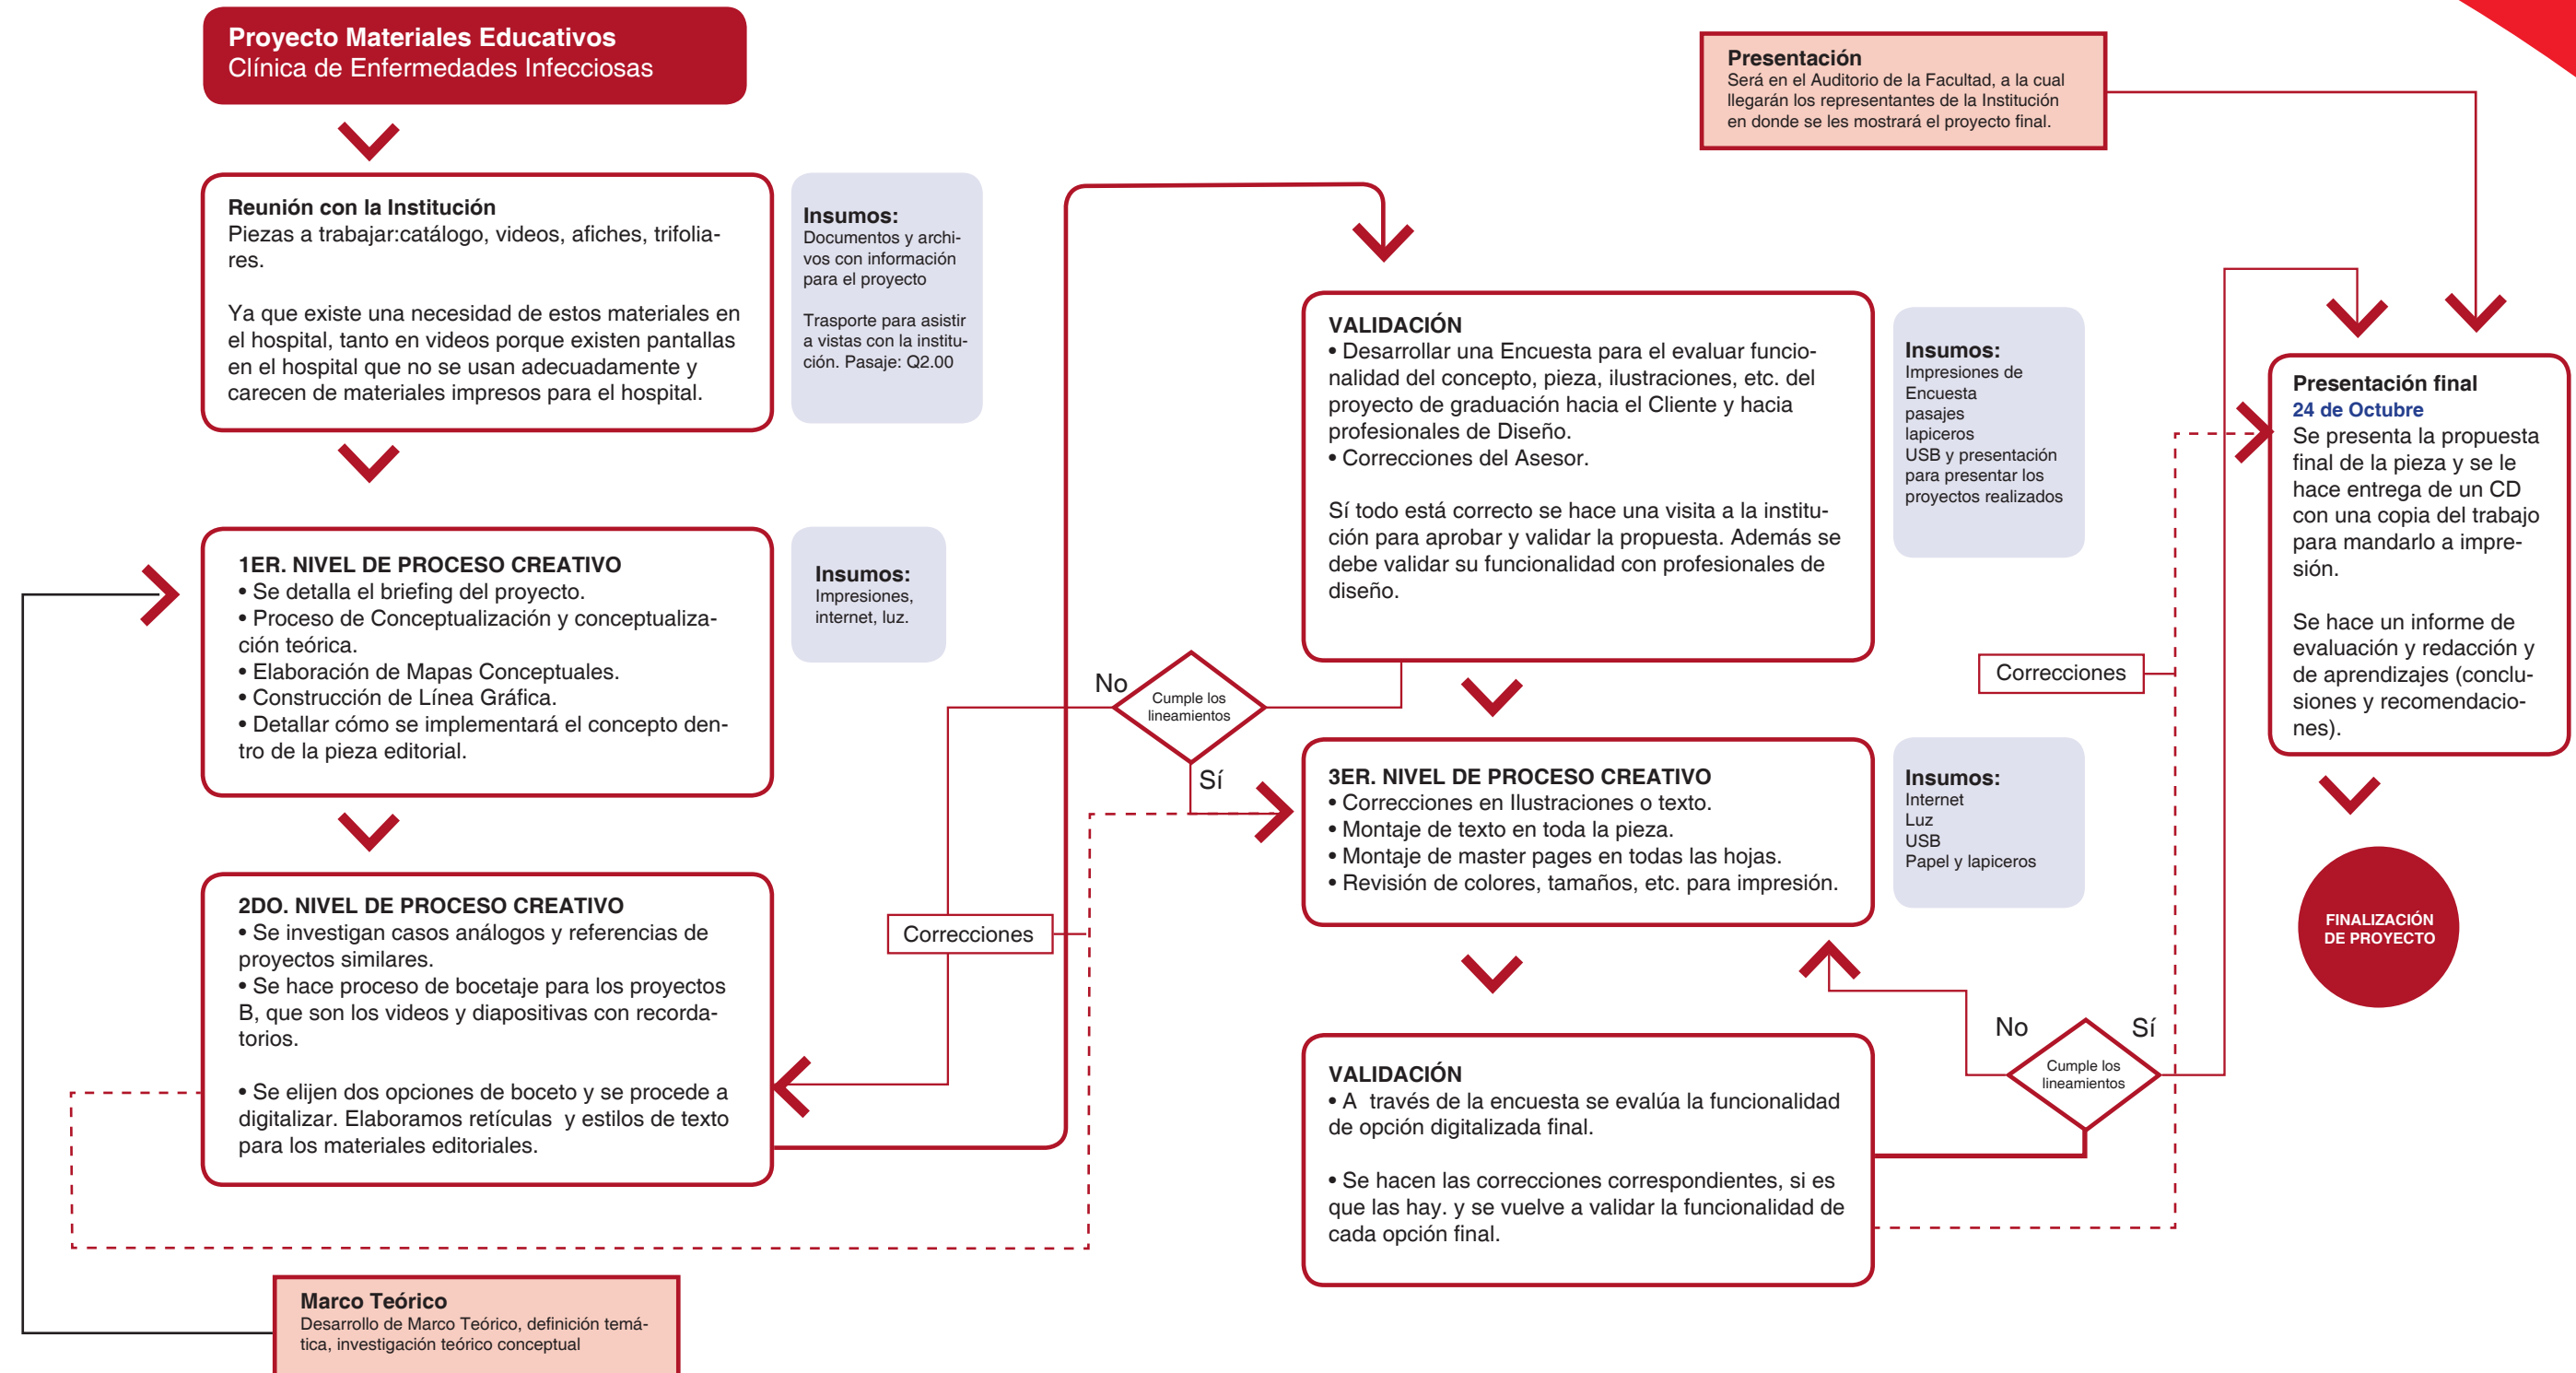 Proyecto Materiales Educativos
Clínica de Enfermedades Infecciosas
Reunión con la Institución
Piezas a trabajar:catálogo, videos, afiches, trifolia-
res.
Ya que existe una necesidad de estos materiales en
el hospital, tanto en videos porque existen pantallas
en el hospital que no se usan adecuadamente y
carecen de materiales impresos para el hospital.
Insumos:
Documentos y archi-
vos con información
para el proyecto
Trasporte para asistir
a vistas con la institu-
ción. Pasaje: Q2.00
1ER. NIVEL DE PROCESO CREATIVO
• Se detalla el briefing del proyecto.
• Proceso de Conceptualización y conceptualiza-
ción teórica.
• Elaboración de Mapas Conceptuales.
• Construcción de Línea Gráfica.
• Detallar cómo se implementará el concepto den-
tro de la pieza editorial.
Insumos:
Impresiones,
internet, luz.
2DO. NIVEL DE PROCESO CREATIVO
• Se investigan casos análogos y referencias de
proyectos similares.
• Se hace proceso de bocetaje para los proyectos
B, que son los videos y diapositivas con recorda-
torios.
• Se elijen dos opciones de boceto y se procede a
digitalizar. Elaboramos retículas  y estilos de texto
para los materiales editoriales.
Marco Teórico
Desarrollo de Marco Teórico, definición temá-
tica, investigación teórico conceptual
Correcciones
No
Cumple los
lineamientos
Sí
VALIDACIÓN
• Desarrollar una Encuesta para el evaluar funcio-
nalidad del concepto, pieza, ilustraciones, etc. del
proyecto de graduación hacia el Cliente y hacia
profesionales de Diseño.
• Correcciones del Asesor.
Sí todo está correcto se hace una visita a la institu-
ción para aprobar y validar la propuesta. Además se
debe validar su funcionalidad con profesionales de
diseño.
Insumos:
Impresiones de
Encuesta
pasajes
lapiceros
USB y presentación
para presentar los
proyectos realizados
3ER. NIVEL DE PROCESO CREATIVO
• Correcciones en Ilustraciones o texto.
• Montaje de texto en toda la pieza.
• Montaje de master pages en todas las hojas.
• Revisión de colores, tamaños, etc. para impresión.
Insumos:
Internet
Luz
USB
Papel y lapiceros
VALIDACIÓN
• A  través de la encuesta se evalúa la funcionalidad
de opción digitalizada final.
• Se hacen las correcciones correspondientes, si es
que las hay. y se vuelve a validar la funcionalidad de
cada opción final.
No
Cumple los
lineamientos
Sí
Correcciones
Presentación
Será en el Auditorio de la Facultad, a la cual
llegarán los representantes de la Institución
en donde se les mostrará el proyecto final.
Presentación final
24 de Octubre
Se presenta la propuesta
final de la pieza y se le
hace entrega de un CD
con una copia del trabajo
para mandarlo a impre-
sión.
Se hace un informe de
evaluación y redacción y
de aprendizajes (conclu-
siones y recomendacio-
nes).
FINALIZACIÓN
DE PROYECTO